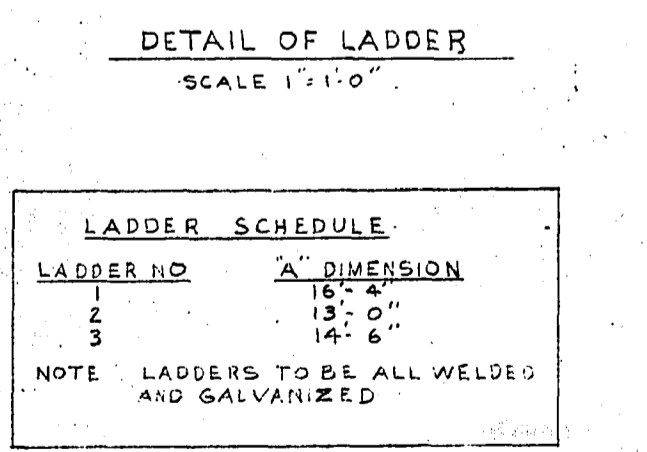 DETAIL OF LADDER
SCALE 1"=1'-0"
LADDER SCHEDULE
LADDER NO "A" DIMENSION
1 16'-4"
2 13'-0"
3 14'-6"
NOTE LADDERS TO BE ALL WELDED
AND GALVANIZED